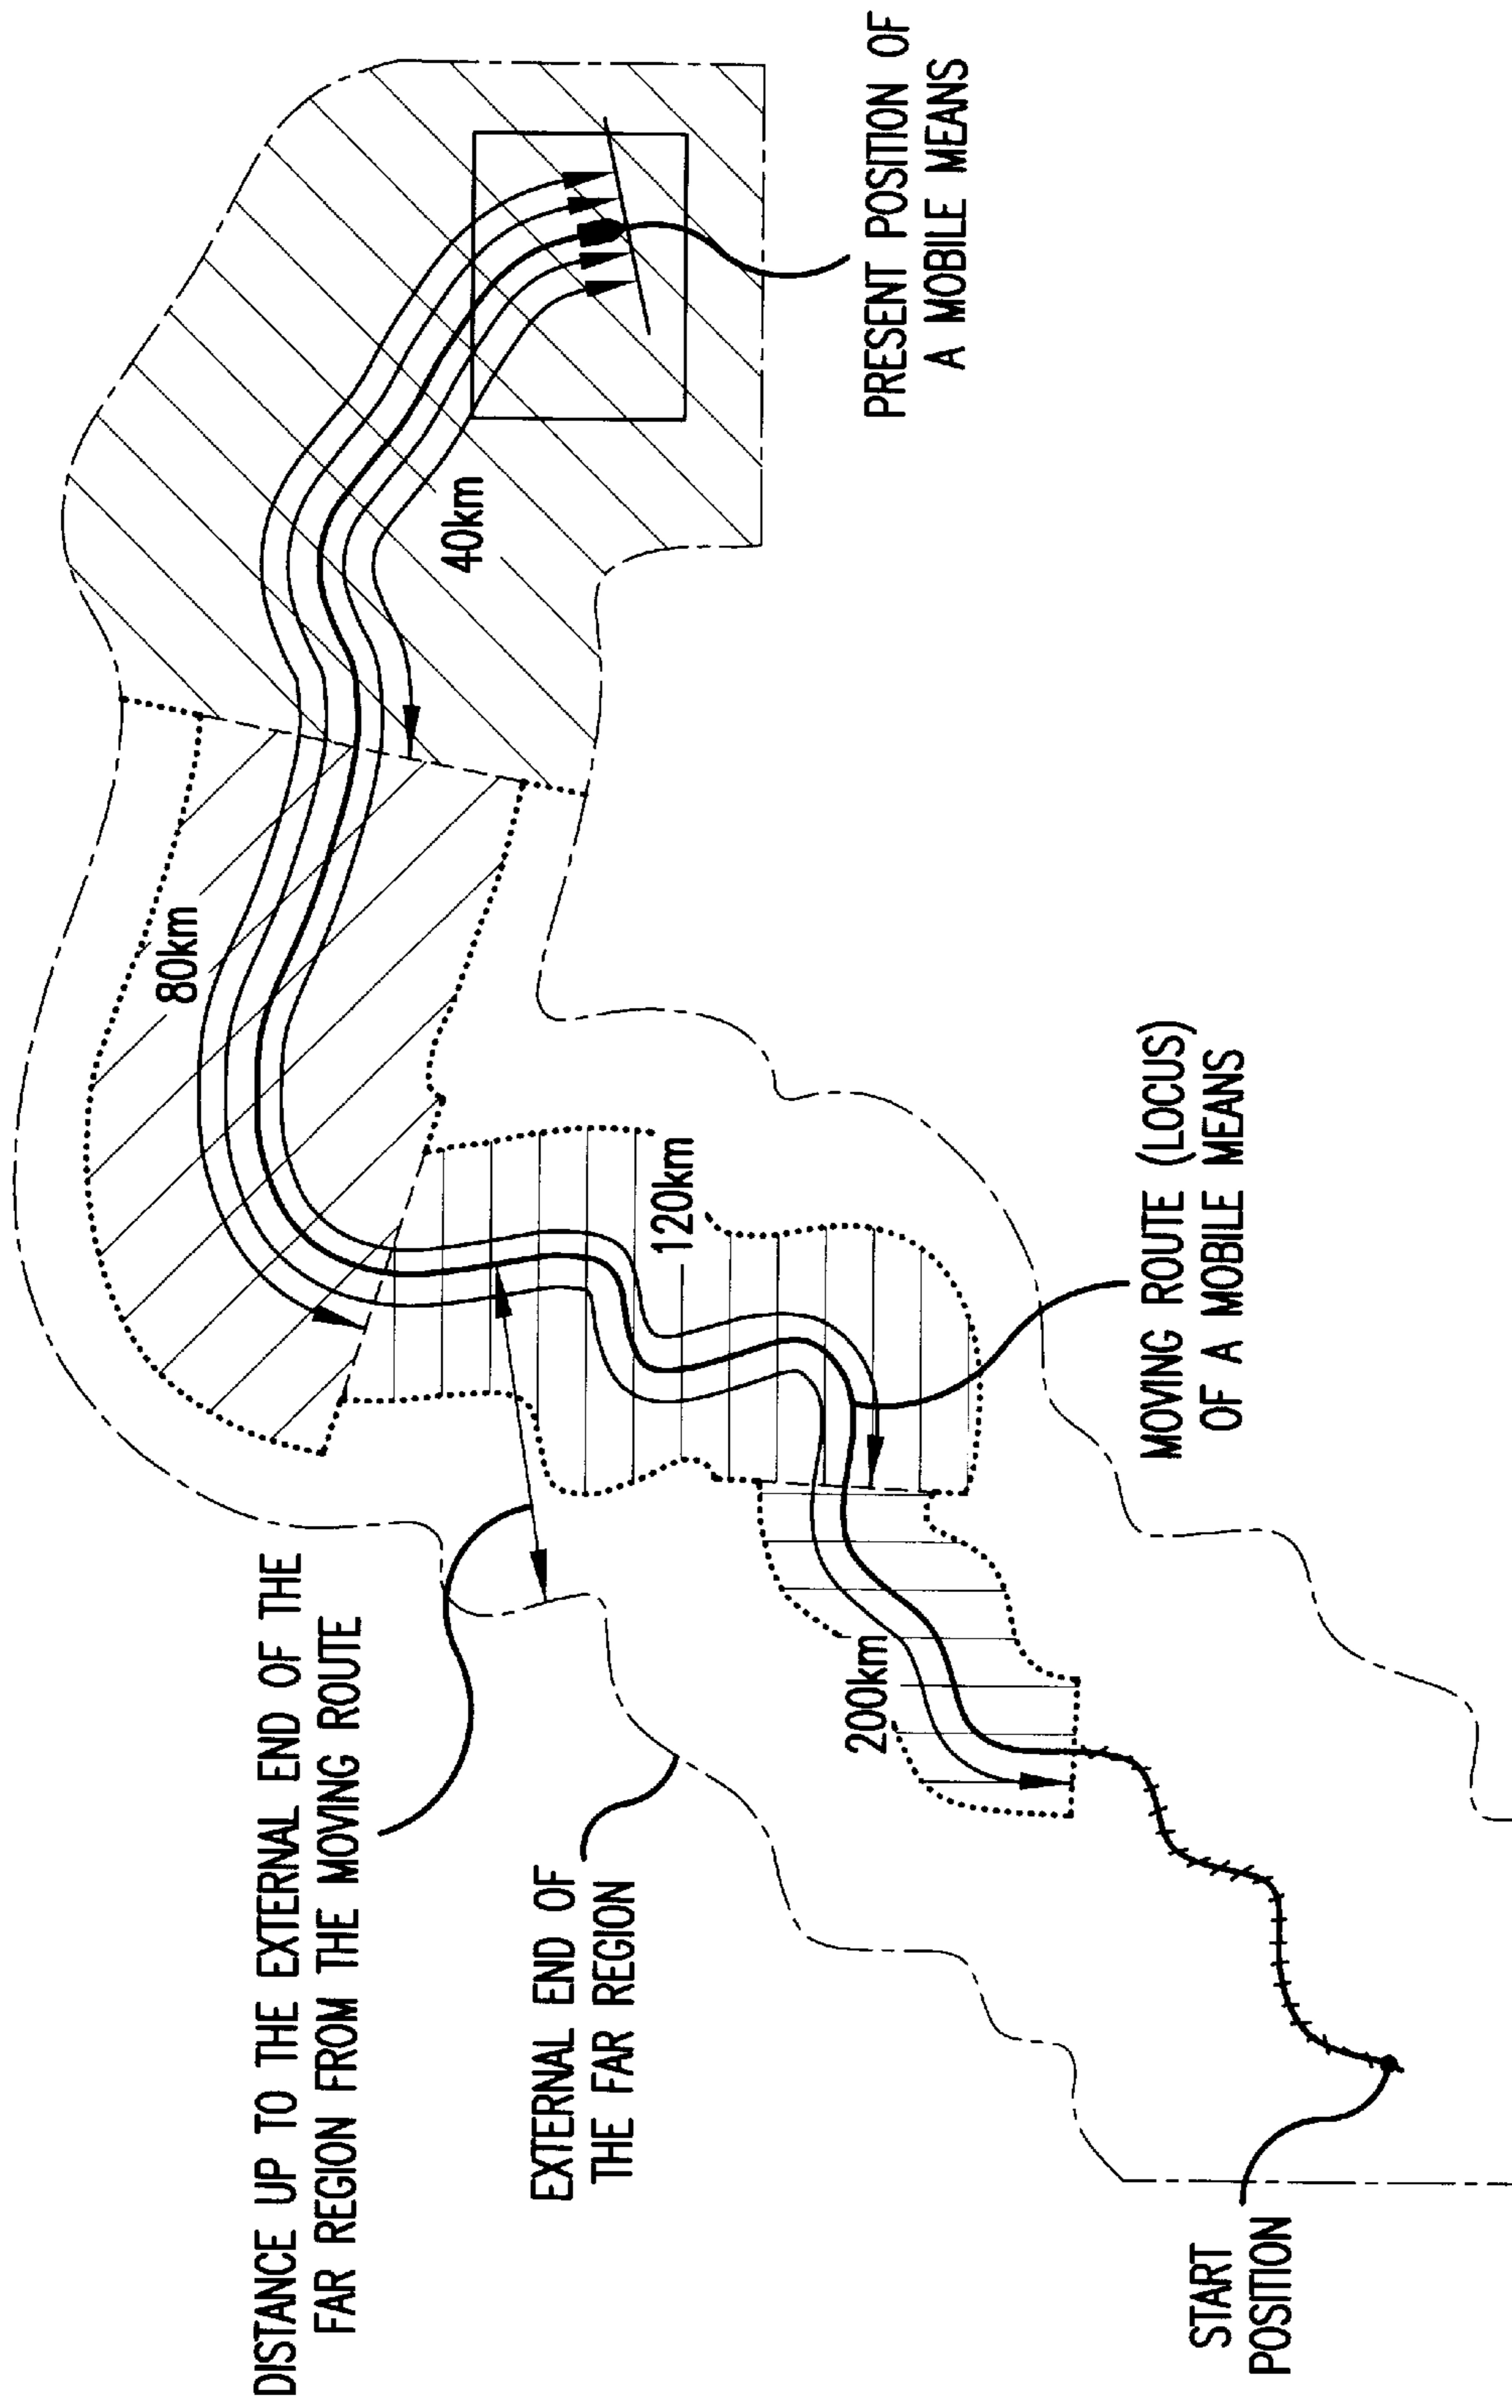 DISTANCE UP TO THE EXTERNAL END OF THE
FAR REGION FROM THE MOVING ROUTE
EXTERNAL END OF
THE FAR REGION
START
POSITION
200km
120km
80km
40km
MOVING ROUTE (LOCUS)
OF A MOBILE MEANS
PRESENT POSITION OF
A MOBILE MEANS